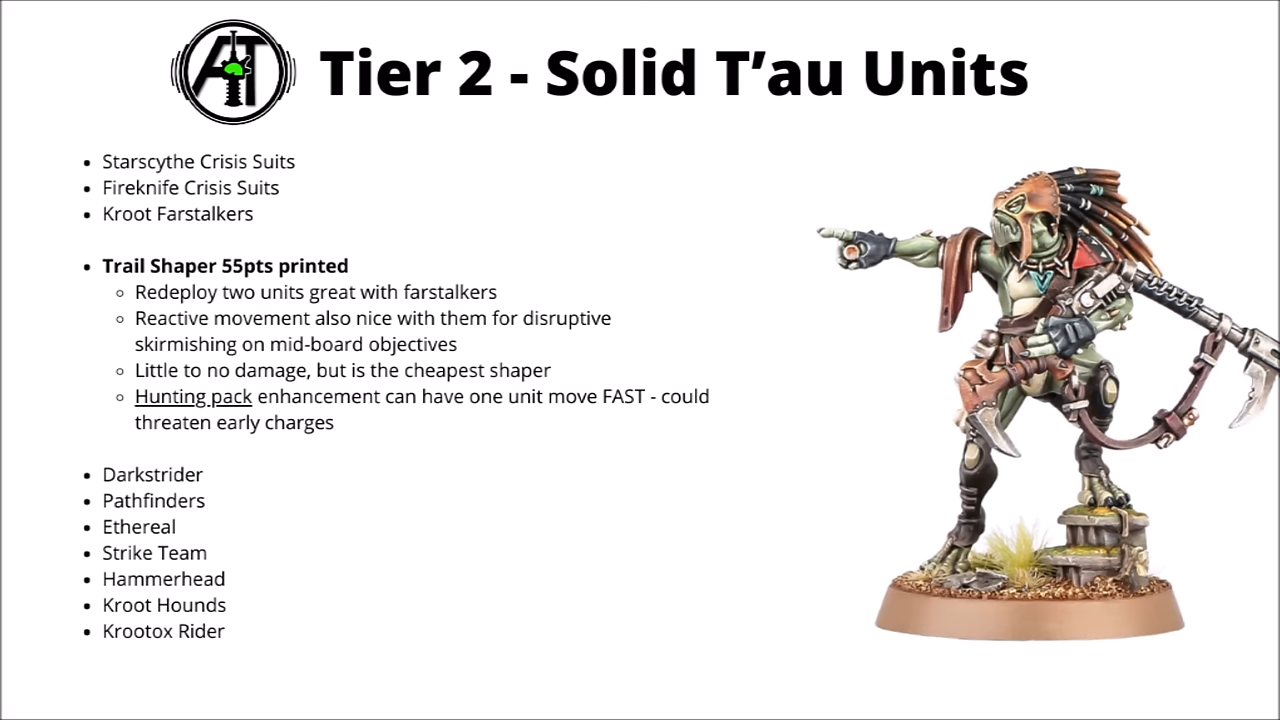 AT
Tier 2 - Solid T’au Units
• Starscythe Crisis Suits
• Fireknife Crisis Suits
• Kroot Farstalkers
• Trail Shaper 55pts printed
◦ Redeploy two units great with farstalkers
◦ Reactive movement also nice with them for disruptive
skirmishing on mid-board objectives
◦ Little to no damage, but is the cheapest shaper
◦ Hunting pack enhancement can have one unit move FAST - could
threaten early charges
• Darkstrider
• Pathfinders
• Ethereal
• Strike Team
• Hammerhead
• Kroot Hounds
• Krootox Rider